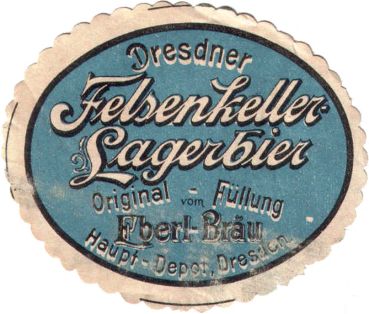 Dresdner
Felsenkeller-
Lagerbier
Original - Füllung
vom
Eberl-Bräu
Haupt-Depot, Dresden